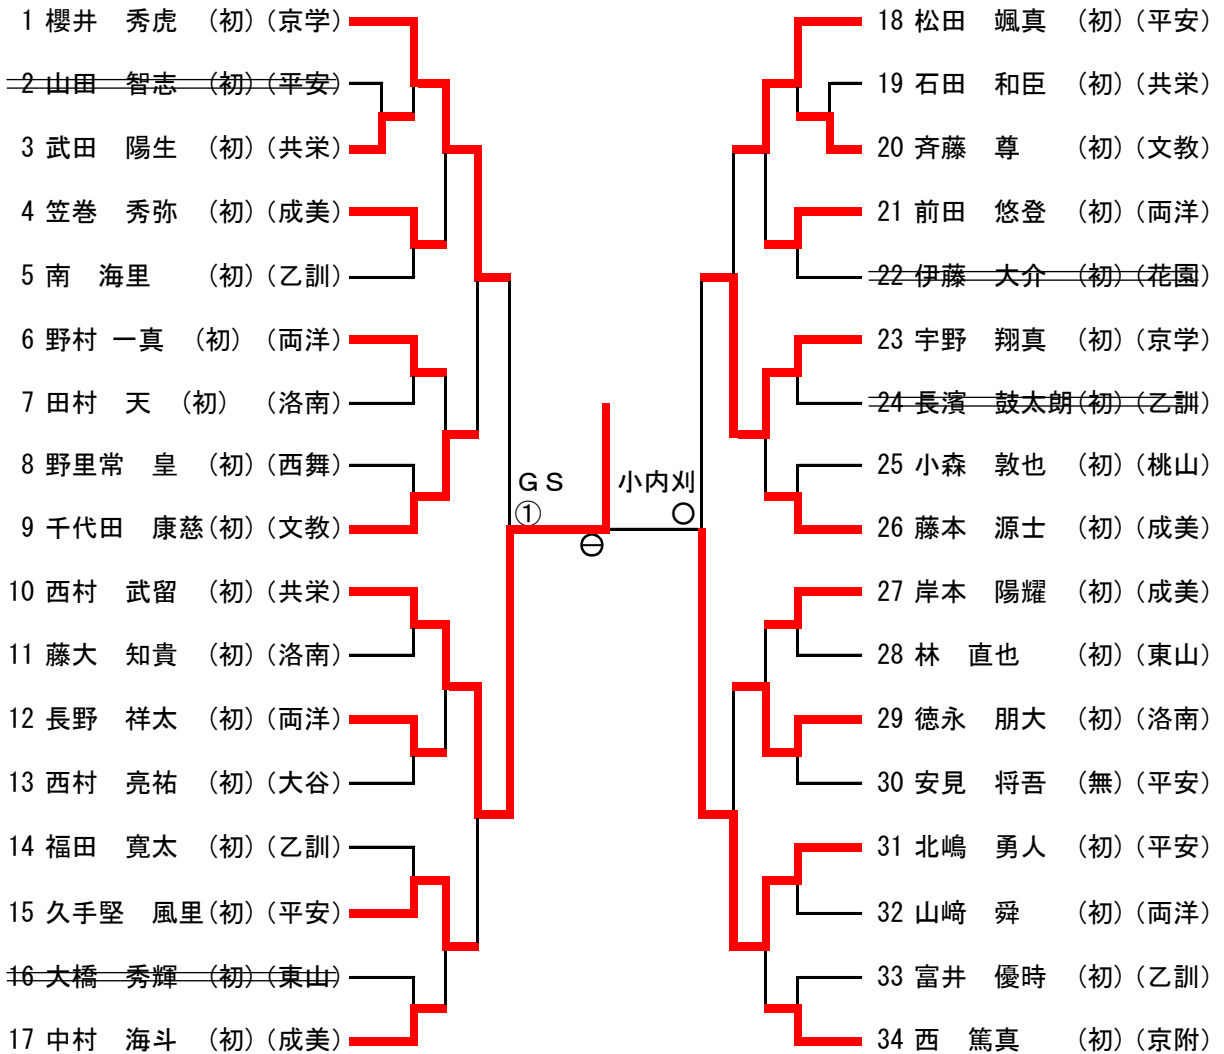 1 櫻井 秀虎 (初)(京学)
2 山田 智志 (初)(平安)
3 武田 陽生 (初)(共栄)
4 笠巻 秀弥 (初)(成美)
5 南 海里 (初)(乙訓)
6 野村 一真 (初) (両洋)
7 田村 天 (初) (洛南)
8 野里常 皇 (初)(西舞)
9 千代田 康慈(初)(文教)
10 西村 武留 (初)(共栄)
11 藤大 知貴 (初)(洛南)
12 長野 祥太 (初)(両洋)
13 西村 亮祐 (初)(大谷)
14 福田 寛太 (初)(乙訓)
15 久手堅 風里(初)(平安)
16 大橋 秀輝 (初)(東山)
17 中村 海斗 (初)(成美)
GS
①
小内刈
○
18 松田 颯真 (初)(平安)
19 石田 和臣 (初)(共栄)
20 斉藤 尊 (初)(文教)
21 前田 悠登 (初)(両洋)
22 伊藤 大介 (初)(花園)
23 宇野 翔真 (初)(京学)
24 長濱 鼓太朗(初)(乙訓)
25 小森 敦也 (初)(桃山)
26 藤本 源士 (初)(成美)
27 岸本 陽耀 (初)(成美)
28 林 直也 (初)(東山)
29 徳永 朋大 (初)(洛南)
30 安見 将吾 (無)(平安)
31 北嶋 勇人 (初)(平安)
32 山﨑 舜 (初)(両洋)
33 富井 優時 (初)(乙訓)
34 西 篤真 (初)(京附)